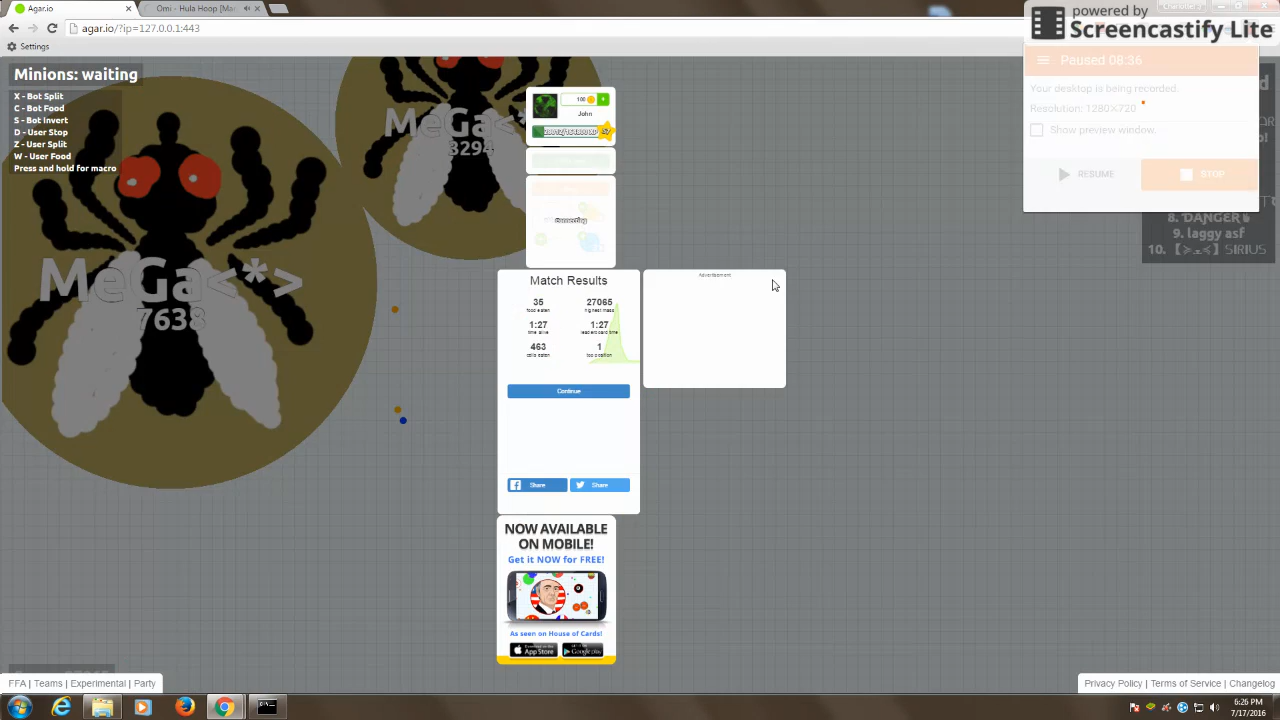 Agar.io
Omi - Hula Hoop [Ma
agar.io/?ip=127.0.0.1:443
Settings
powered by
Screencastify Lite
Paused 08:36
Your desktop is being recorded.
Resolution: 1280×720
Show preview window.
RESUME
STOP
Minions: waiting
X - Bot Split
C - Bot Food
S - Bot Invert
D - User Stop
Z - User Split
W - User Food
Press and hold for macro
MeGa<*>
7638
MeGa
3294
100
John
57
Connecting
8. DANGER
9. laggy asf
10. SIRIUS
Match Results
35
food eaten
27065
highest mass
1:27
time alive
1:27
leaderboard time
463
cells eaten
1
top position
Continue
Share
Share
Advertisement
NOW AVAILABLE
ON MOBILE!
Get it NOW for FREE!
As seen on House of Cards!
App Store
Google play
FFA | Teams | Experimental | Party
Privacy Policy | Terms of Service | Changelog
6:26 PM
7/17/2016